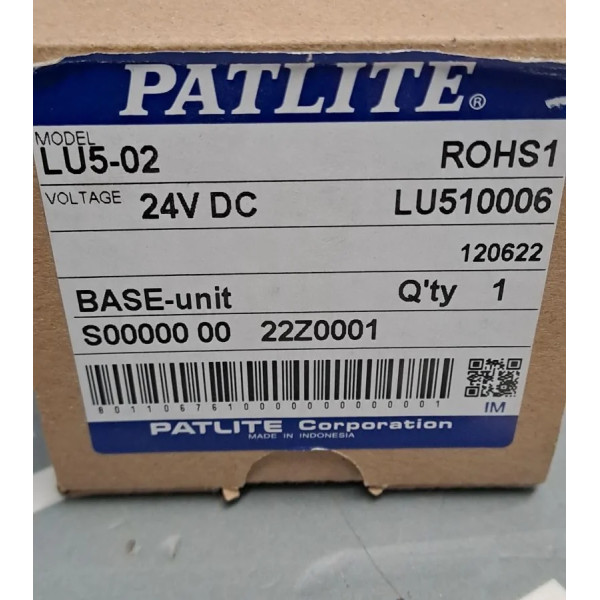 PATLITE®
MODEL
LU5-02 ROHS1
VOLTAGE 24V DC LU510006
120622
BASE-unit Q'ty 1
S00000 00 22Z0001
801106761000000000000001
IM
PATLITE Corporation
MADE IN INDONESIA